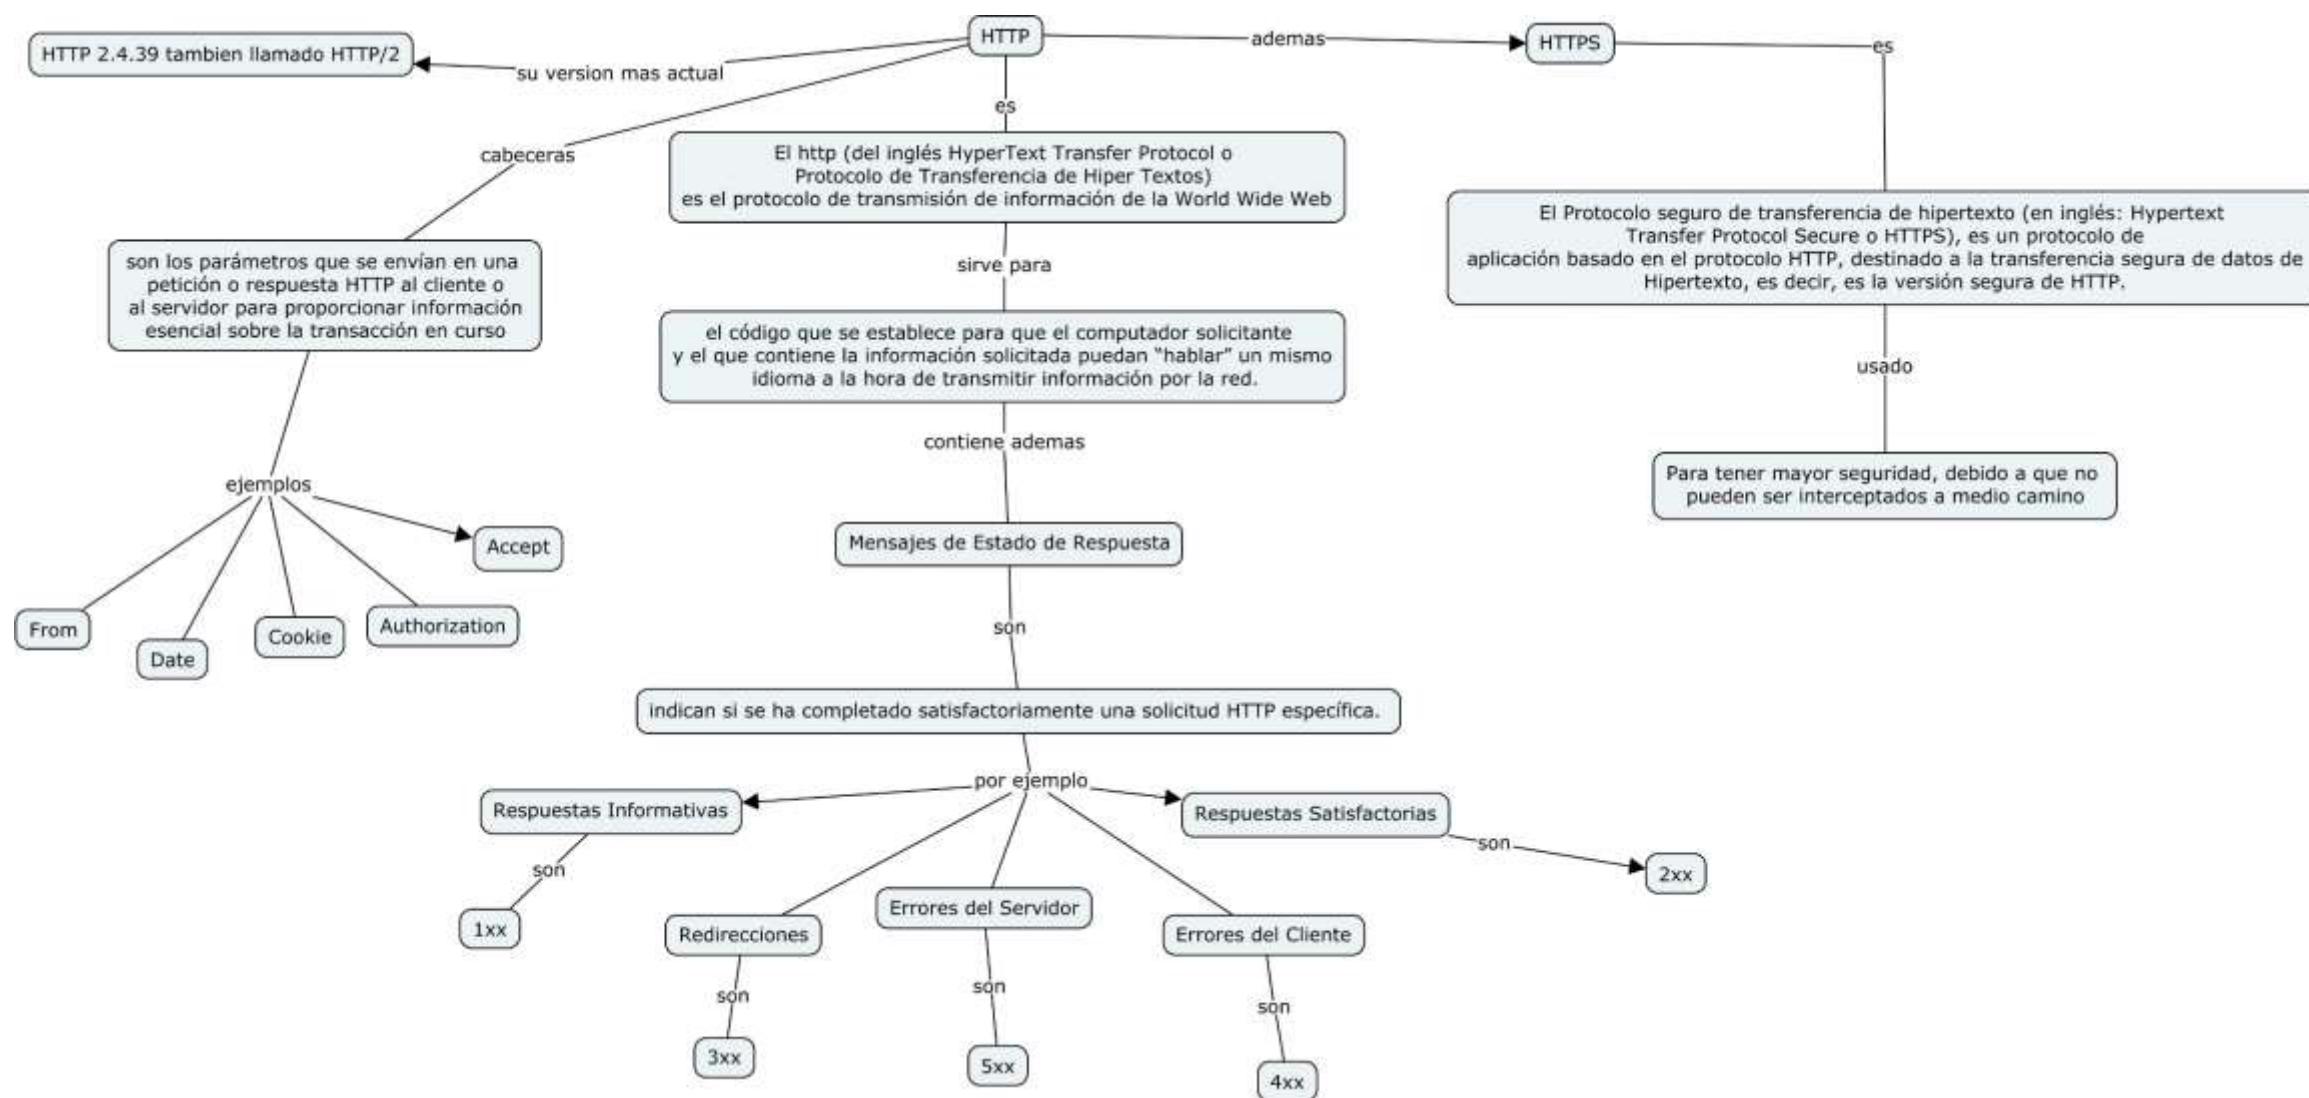 HTTP
ademas
HTTPS
es
HTTP 2.4.39 tambien llamado HTTP/2
su version mas actual
es
cabeceras
El http (del inglés HyperText Transfer Protocol o
Protocolo de Transferencia de Hiper Textos)
es el protocolo de transmisión de información de la World Wide Web
El Protocolo seguro de transferencia de hipertexto (en inglés: Hypertext
Transfer Protocol Secure o HTTPS), es un protocolo de
aplicación basado en el protocolo HTTP, destinado a la transferencia segura de datos de
Hipertexto, es decir, es la versión segura de HTTP.
son los parámetros que se envían en una
petición o respuesta HTTP al cliente o
al servidor para proporcionar información
esencial sobre la transacción en curso
sirve para
el código que se establece para que el computador solicitante
y el que contiene la información solicitada puedan “hablar” un mismo
idioma a la hora de transmitir información por la red.
usado
contiene ademas
Para tener mayor seguridad, debido a que no
pueden ser interceptados a medio camino
ejemplos
Accept
From
Date
Cookie
Authorization
Mensajes de Estado de Respuesta
son
indican si se ha completado satisfactoriamente una solicitud HTTP específica.
por ejemplo
Respuestas Informativas
Respuestas Satisfactorias
son
son
1xx
2xx
Redirecciones
Errores del Servidor
Errores del Cliente
son
son
son
3xx
5xx
4xx